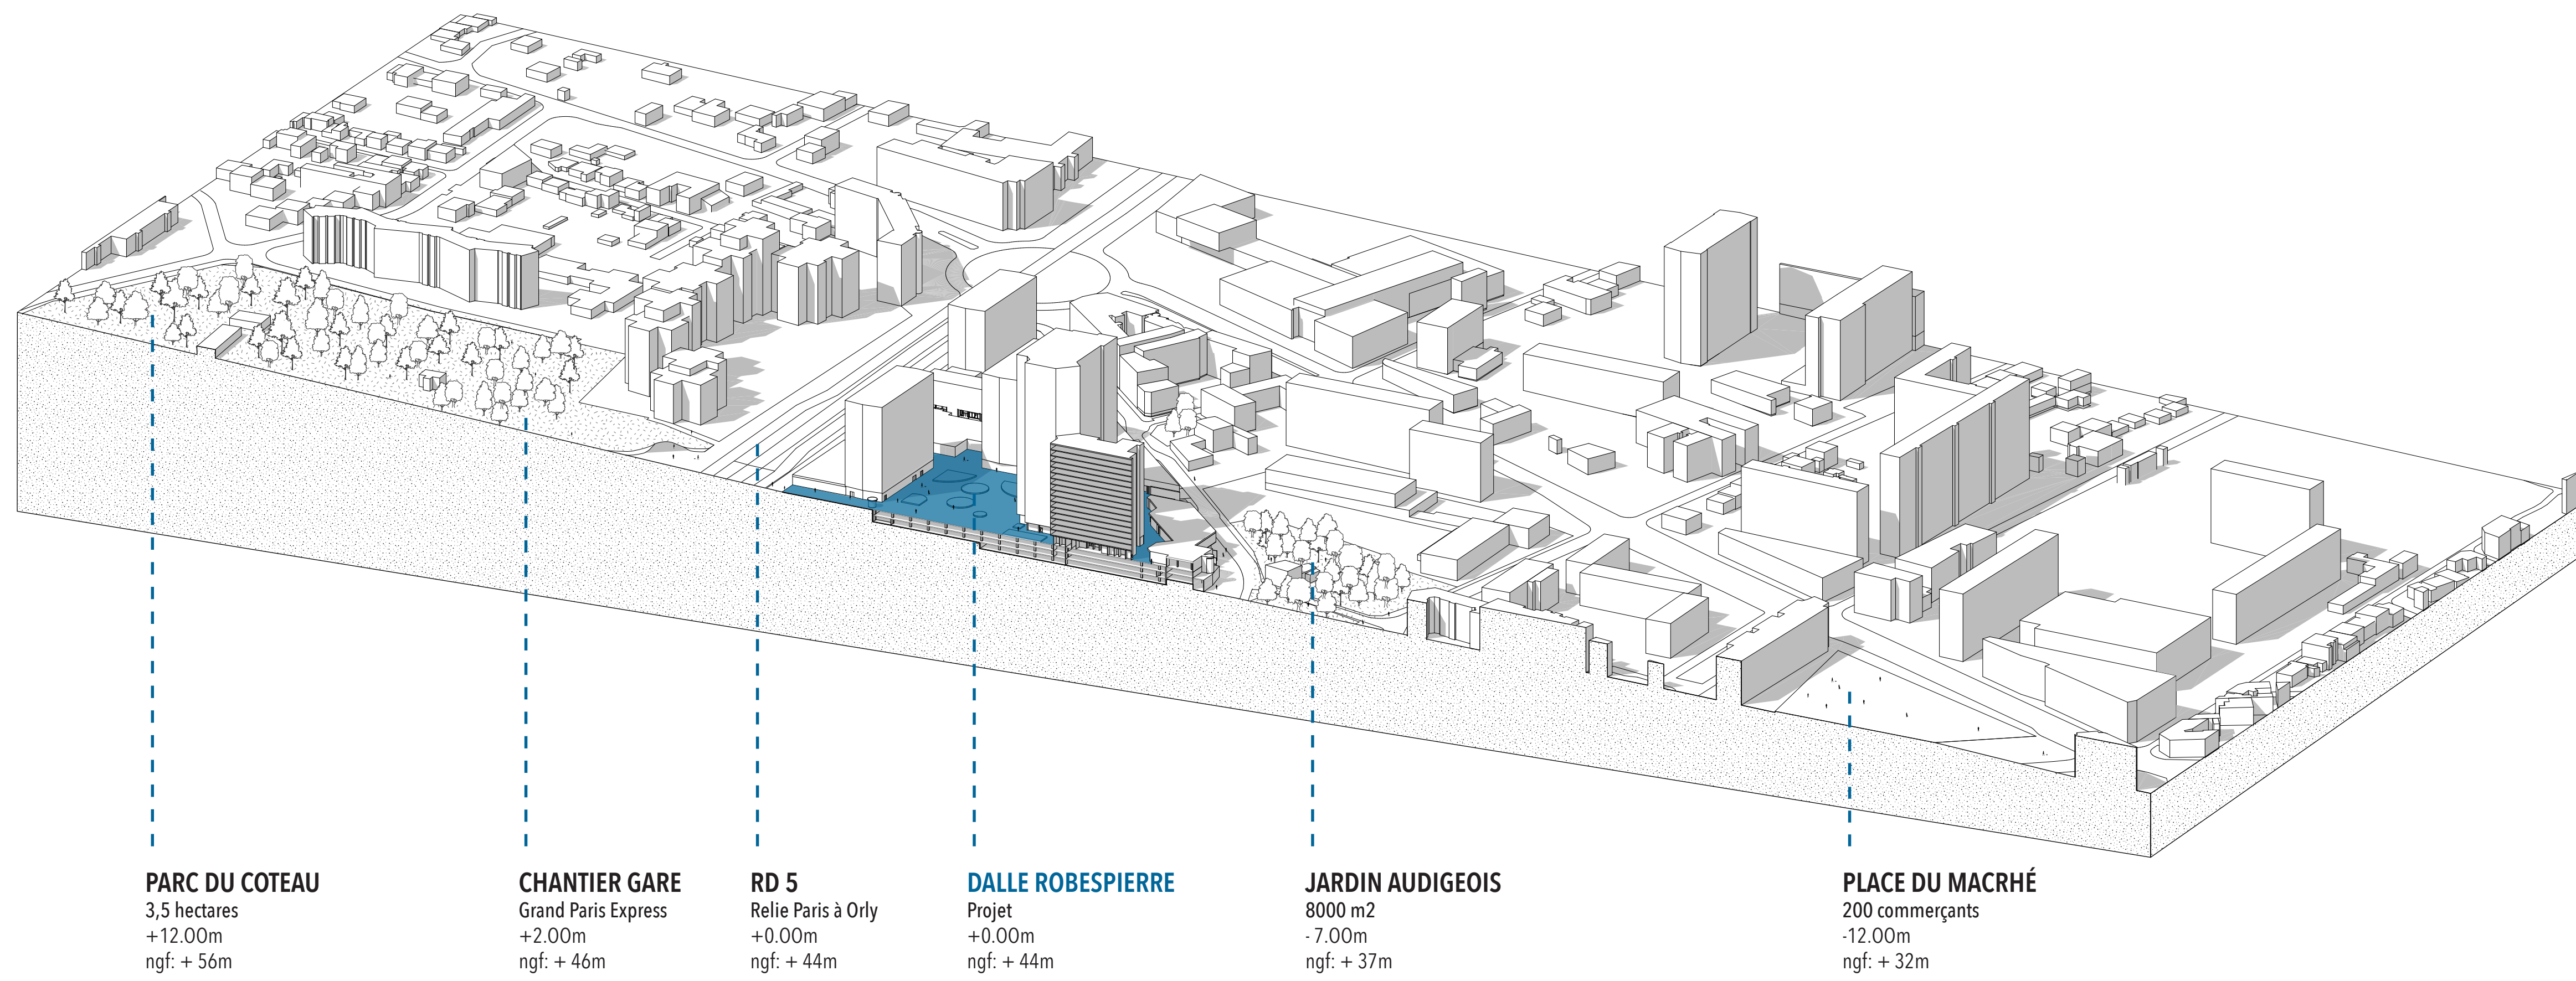 PARC DU COTEAU
3,5 hectares
+12.00m
ngf: + 56m
CHANTIER GARE
Grand Paris Express
+2.00m
ngf: + 46m
RD 5
Relie Paris à Orly
+0.00m
ngf: + 44m
DALLE ROBESPIERRE
Projet
+0.00m
ngf: + 44m
JARDIN AUDIGEOIS
8000 m2
- 7.00m
ngf: + 37m
PLACE DU MACRHÉ
200 commerçants
-12.00m
ngf: + 32m